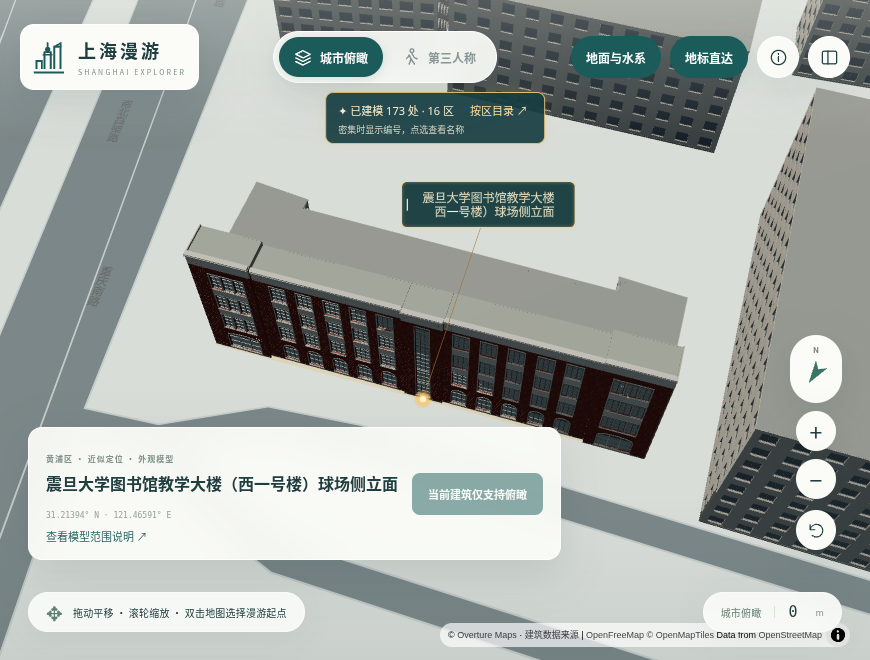 上海漫游
SHANGHAI EXPLORER
城市俯瞰
第三人称
地面与水系
地标直达
✦ 已建模 173 处 · 16 区 按区目录 ↗
密集时显示编号，点选查看名称
震旦大学图书馆教学大楼
西一号楼）球场侧立面
N
+
−
黄浦区 · 近似定位 · 外观模型
震旦大学图书馆教学大楼（西一号楼）球场侧立面
当前建筑仅支持俯瞰
31.21394° N · 121.46591° E
查看模型范围说明 ↗
拖动平移 · 滚轮缩放 · 双击地图选择漫游起点
城市俯瞰 0 m
© Overture Maps · 建筑数据来源 | OpenFreeMap © OpenMapTiles Data from OpenStreetMap